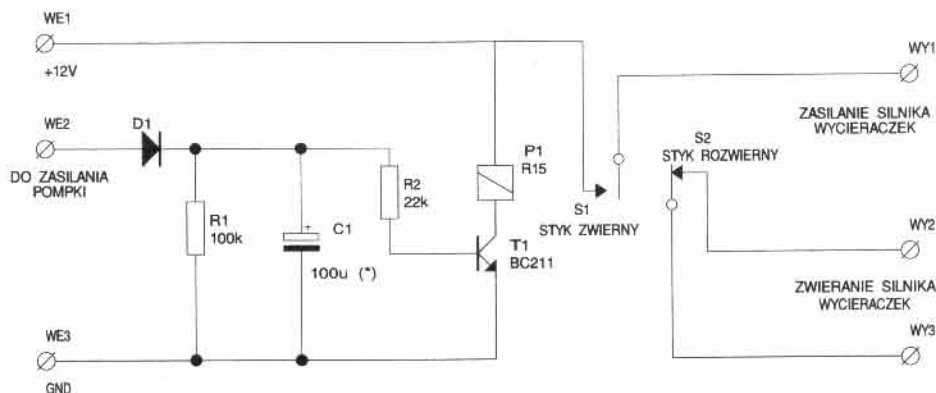 WE1
+12V
WE2
DO ZASILANIA
POMPKI
D1
R1
100k
C1
+
100u (*)
R2
22k
P1
R15
T1
BC211
S1
STYK ZWIERNY
S2
STYK ROZWIERNY
WY1
ZASILANIE SILNIKA
WYCIERACZEK
WY2
ZWIERANIE SILNIKA
WYCIERACZEK
WY3
WE3
GND